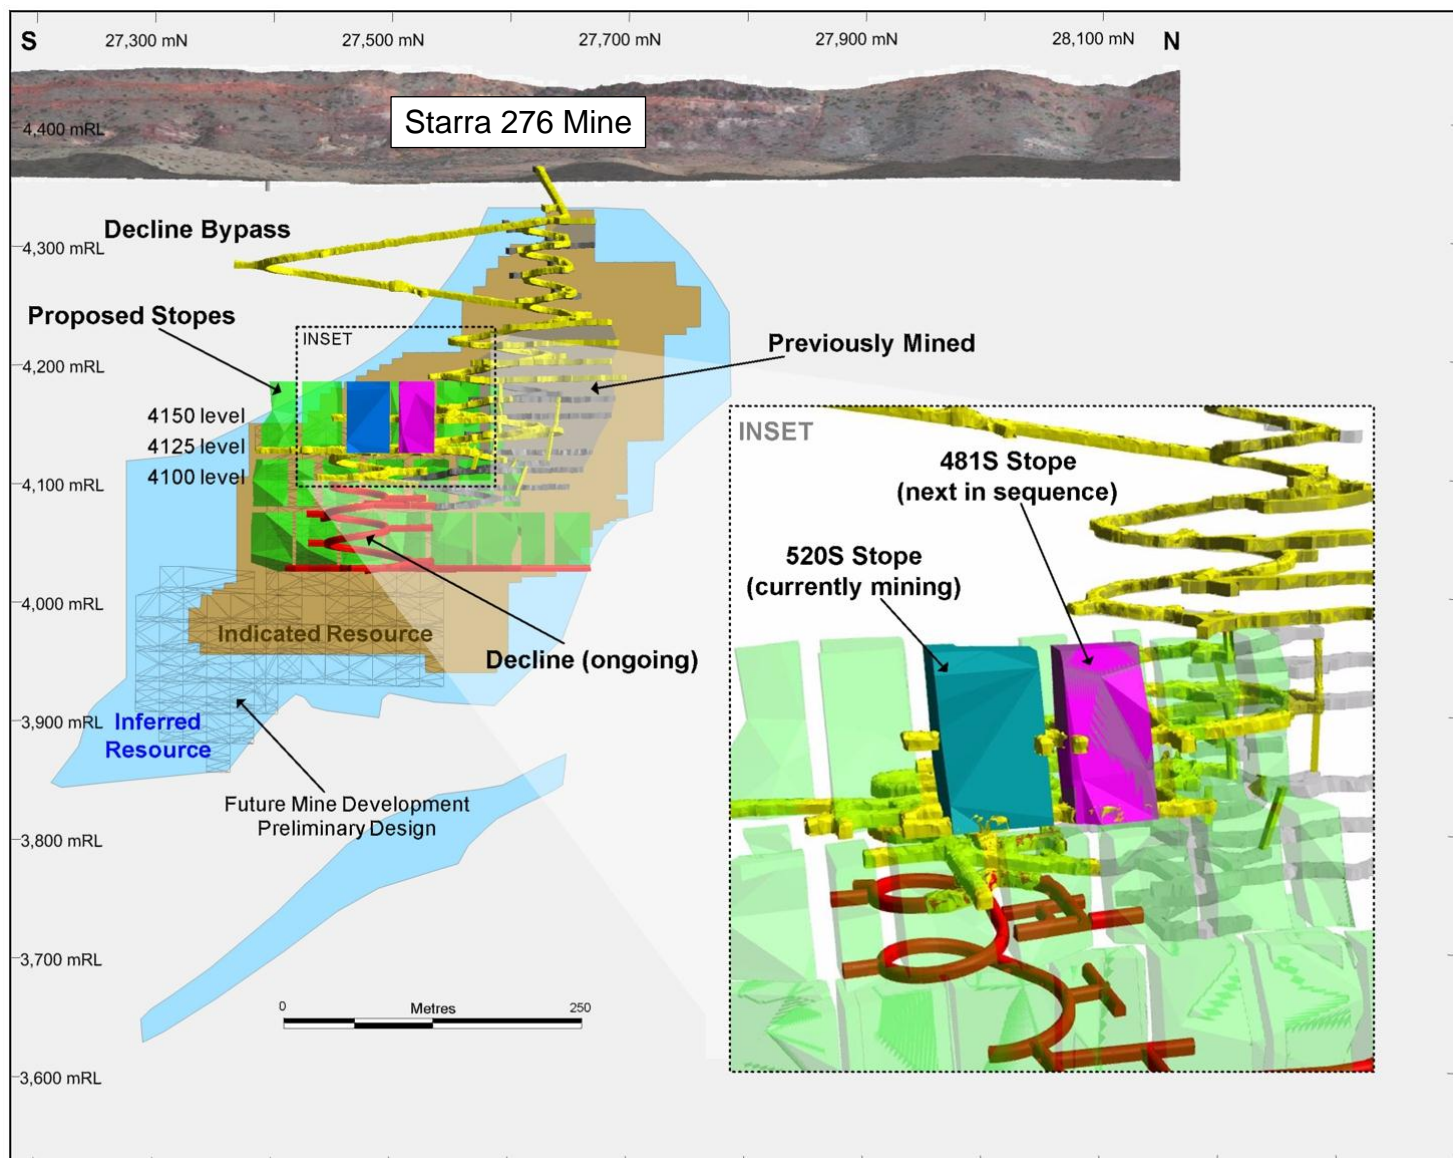 S
27,300 mN
27,500 mN
27,700 mN
27,900 mN
28,100 mN
N
4,400 mRL
Starra 276 Mine
Decline Bypass
4,300 mRL
Proposed Stopes
INSET
Previously Mined
4,200 mRL
4150 level
4125 level
4100 level
4,100 mRL
INSET
481S Stope
(next in sequence)
520S Stope
(currently mining)
4,000 mRL
Indicated Resource
Decline (ongoing)
3,900 mRL
Inferred
Resource
Future Mine Development
Preliminary Design
3,800 mRL
3,700 mRL
0
Metres
250
3,600 mRL